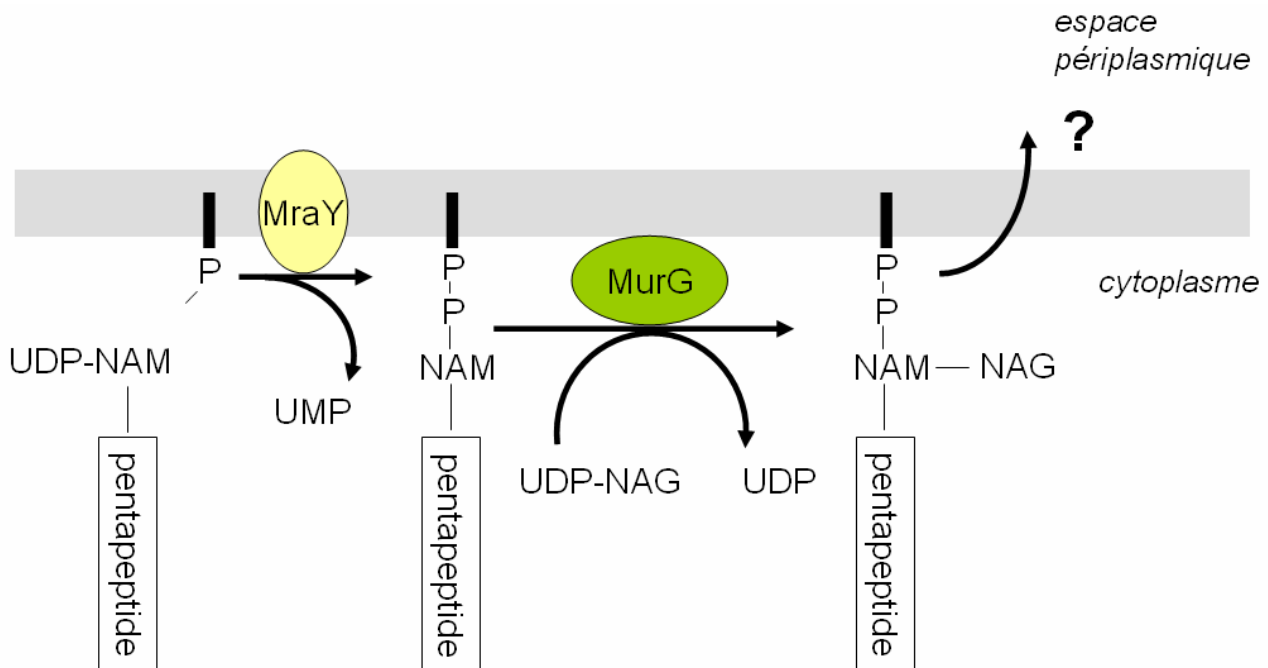 espace
périplasmique
?
MraY
P
P
P
P
P
MurG
cytoplasme
UDP-NAM
NAM
NAM
NAG
UMP
UDP-NAG
UDP
pentapeptide
pentapeptide
pentapeptide